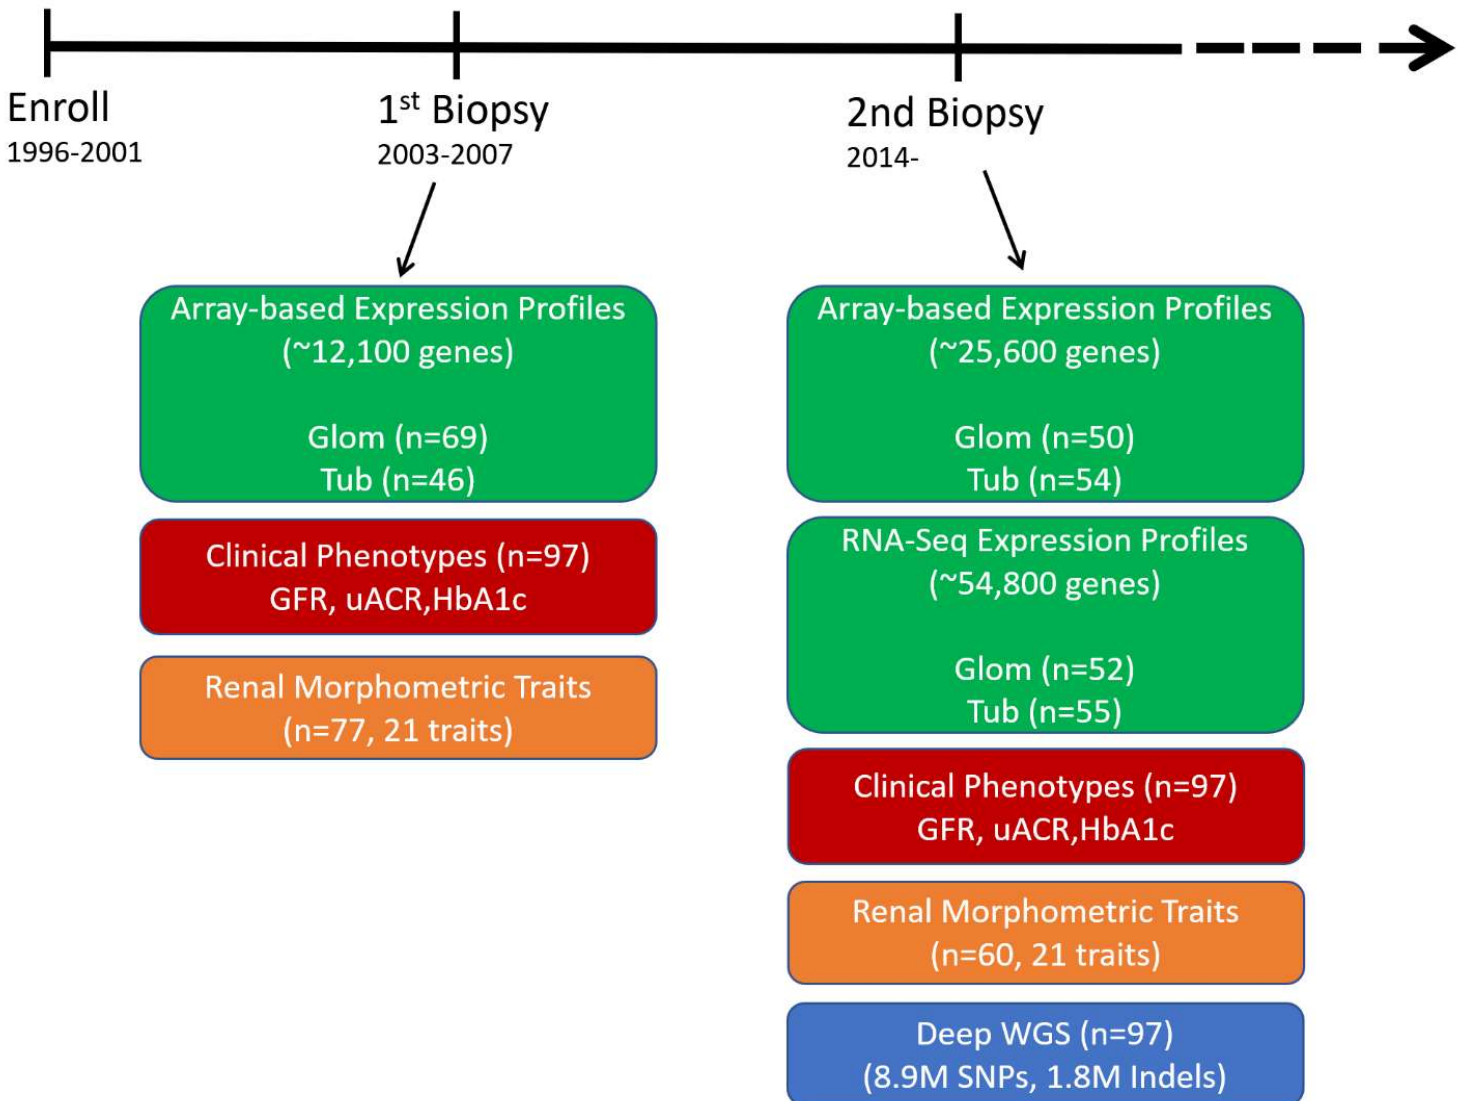 Enroll
1996-2001
1st Biopsy
2003-2007
2nd Biopsy
2014-
Array-based Expression Profiles
(~12,100 genes)
Glom (n=69)
Tub (n=46)
Clinical Phenotypes (n=97)
GFR, uACR,HbA1c
Renal Morphometric Traits
(n=77, 21 traits)
Array-based Expression Profiles
(~25,600 genes)
Glom (n=50)
Tub (n=54)
RNA-Seq Expression Profiles
(~54,800 genes)
Glom (n=52)
Tub (n=55)
Clinical Phenotypes (n=97)
GFR, uACR,HbA1c
Renal Morphometric Traits
(n=60, 21 traits)
Deep WGS (n=97)
(8.9M SNPs, 1.8M Indels)